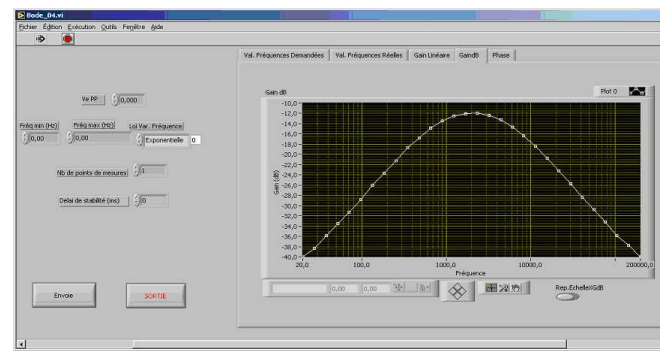 Bode_04.vi
Fichier Édition Exécution Outils Fenêtre Aide
Val. Fréquences Demandées Val. Fréquences Réelles Gain Linéaire GaindB Phase
Gain dB Plot 0
Ve PP 0,000
Fréq min (Hz) Fréq max (Hz) Loi Var. Fréquence
0,00 0,00 Exponentielle 0
Nb de points de mesures 1
Delai de stabilité (ms) 0
Gain (dB)
-10,0
-12,0
-14,0
-16,0
-18,0
-20,0
-22,0
-24,0
-26,0
-28,0
-30,0
-32,0
-34,0
-36,0
-38,0
-40,0
20,0 100,0 1000,0 10000,0 200000,0
Fréquence
0,00 0,00
Rep.EchelleXGdB
Envoie SORTIE